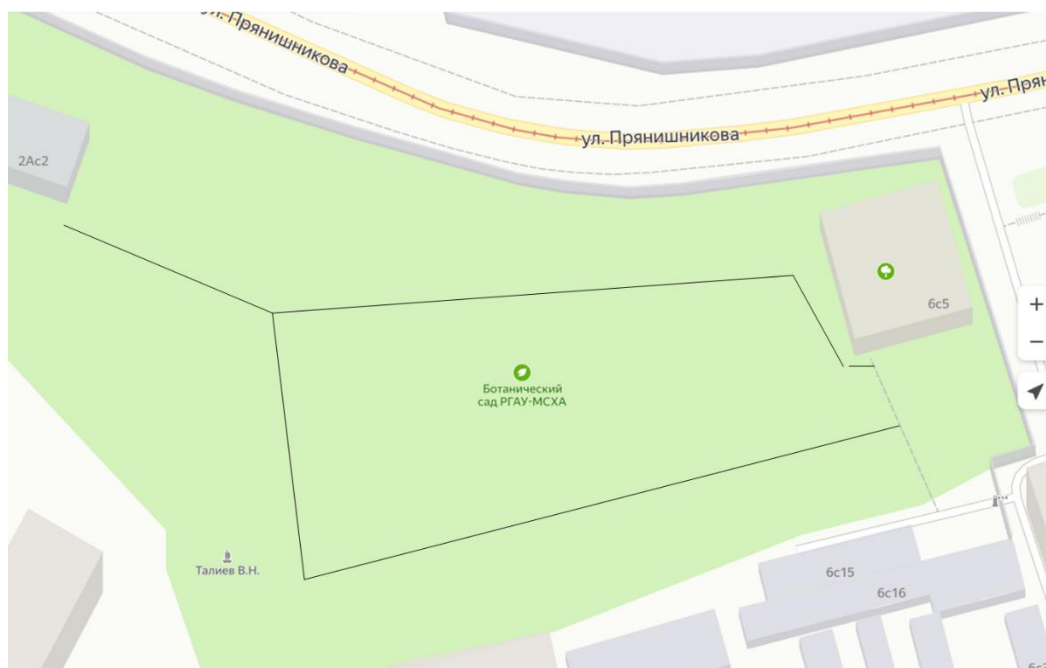 ул. Прянишникова
ул. Прянишникова
ул. Прян
2Ас2
6с5
+
−
Ботанический
сад РГАУ-МСХА
Талиев В.Н.
6с15
6с16